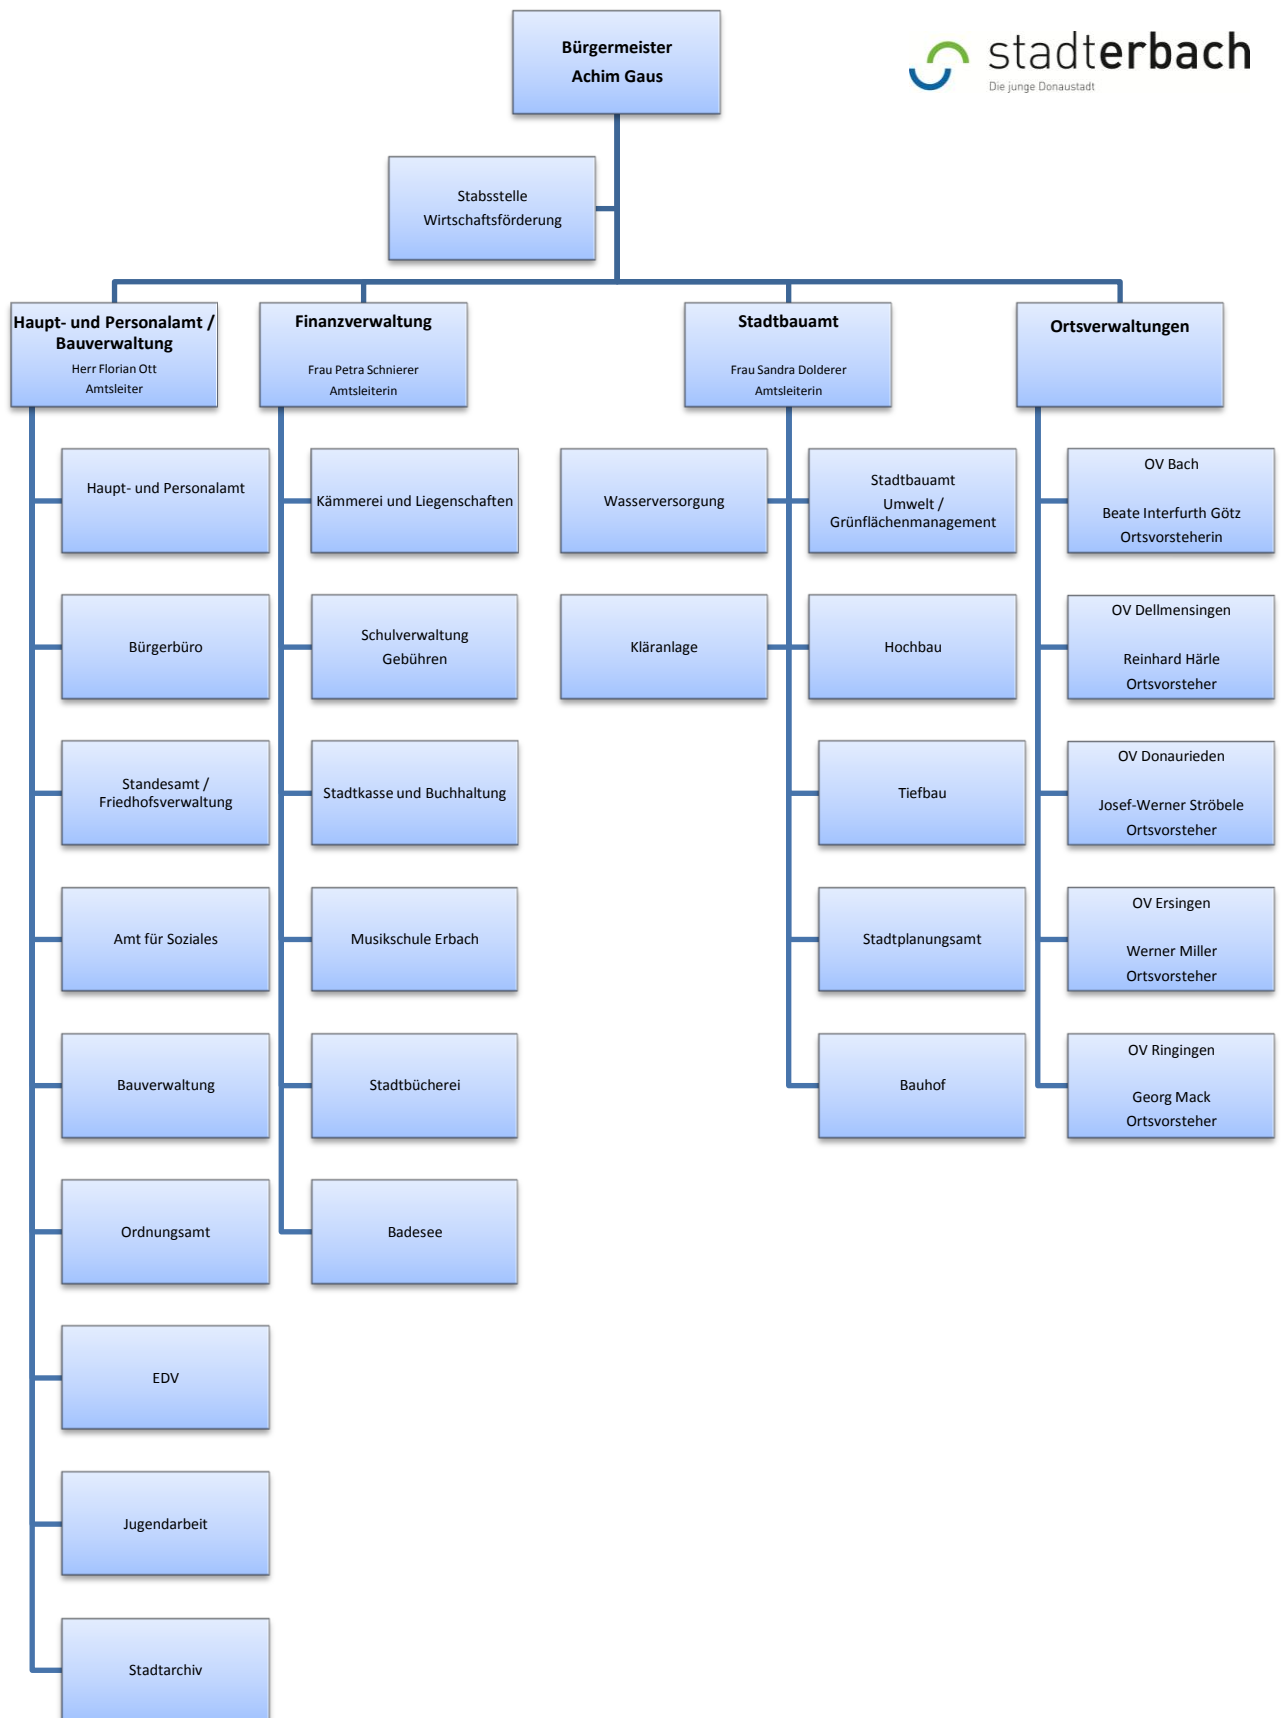 Bürgermeister
Achim Gaus
stadterbach
Die junge Donaustadt
Stabsstelle
Wirtschaftsförderung
Haupt- und Personalamt /
Bauverwaltung
Herr Florian Ott
Amtsleiter
Finanzverwaltung
Frau Petra Schnierer
Amtsleiterin
Stadtbauamt
Frau Sandra Dolderer
Amtsleiterin
Ortsverwaltungen
Haupt- und Personalamt
Bürgerbüro
Standesamt /
Friedhofsverwaltung
Amt für Soziales
Bauverwaltung
Ordnungsamt
EDV
Jugendarbeit
Stadtarchiv
Kämmerei und Liegenschaften
Schulverwaltung
Gebühren
Stadtkasse und Buchhaltung
Musikschule Erbach
Stadtbücherei
Badesee
Wasserversorgung
Kläranlage
Stadtbauamt
Umwelt /
Grünflächenmanagement
Hochbau
Tiefbau
Stadtplanungsamt
Bauhof
OV Bach
Beate Interfurth Götz
Ortsvorsteherin
OV Dellmensingen
Reinhard Härle
Ortsvorsteher
OV Donaurieden
Josef-Werner Ströbele
Ortsvorsteher
OV Ersingen
Werner Miller
Ortsvorsteher
OV Ringingen
Georg Mack
Ortsvorsteher